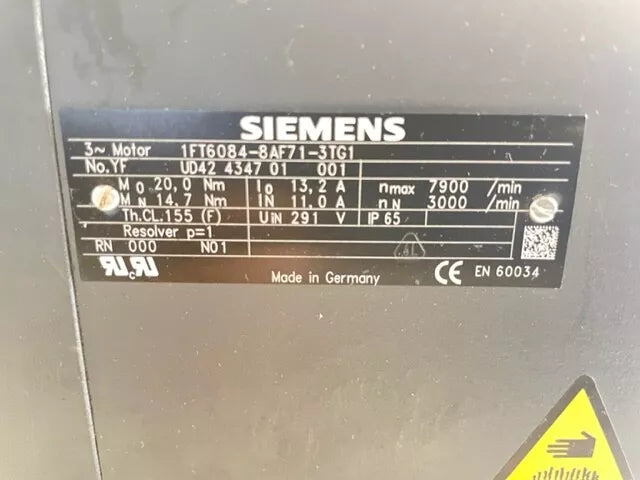 SIEMENS
3~ Motor 1FT6084-8AF71-3TG1
No.YF UD42 4347 01 001
M0 20,0 Nm I0 13,2 A nmax 7900 /min
MN 14,7 Nm IN 11,0 A nN 3000 /min
Th.CL.155 (F) UIN 291 V IP 65
Resolver p=1
RN 000 N01
Made in Germany CE EN 60034